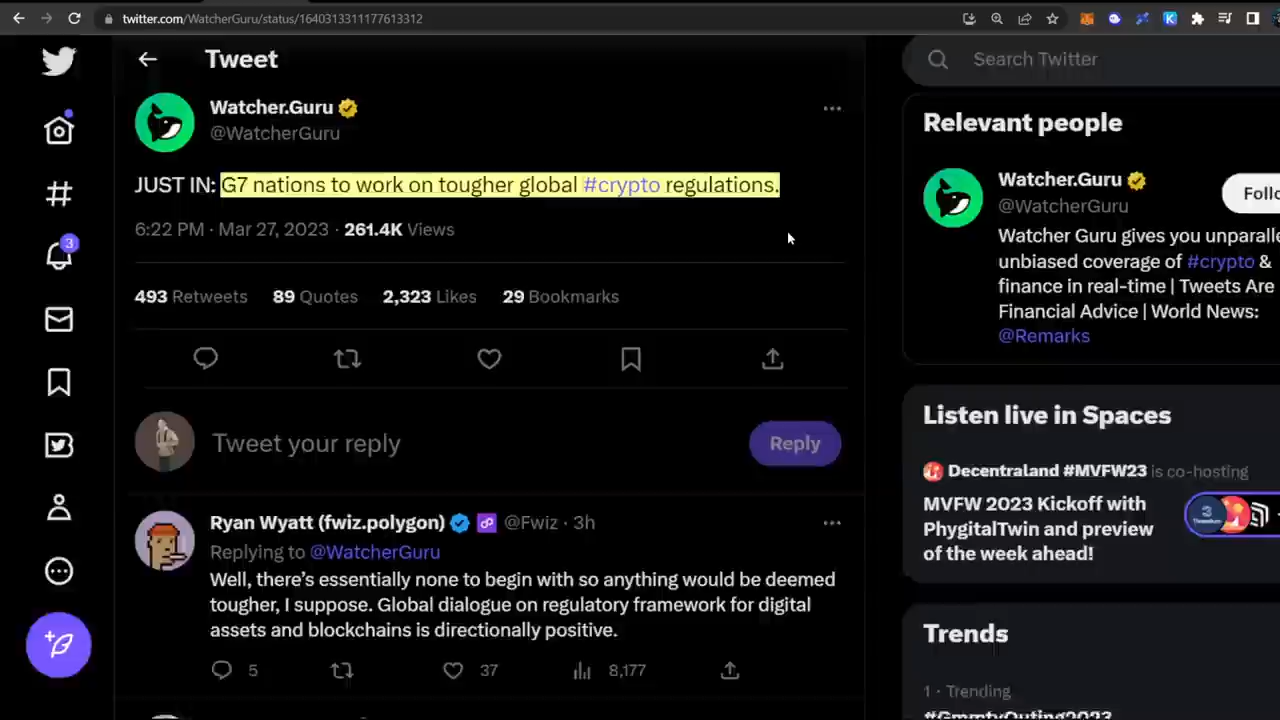 twitter.com/WatcherGuru/status/1640313311177613312
Tweet
Watcher.Guru
@WatcherGuru
JUST IN: G7 nations to work on tougher global #crypto regulations.
6:22 PM · Mar 27, 2023 · 261.4K Views
493 Retweets 89 Quotes 2,323 Likes 29 Bookmarks
Tweet your reply
Reply
Ryan Wyatt (fwiz.polygon) @Fwiz · 3h
Replying to @WatcherGuru
Well, there's essentially none to begin with so anything would be deemed
tougher, I suppose. Global dialogue on regulatory framework for digital
assets and blockchains is directionally positive.
5 37 8,177
3
Search Twitter
Relevant people
Watcher.Guru
@WatcherGuru
Follo
Watcher Guru gives you unparalle
unbiased coverage of #crypto &
finance in real-time | Tweets Are
Financial Advice | World News:
@Remarks
Listen live in Spaces
Decentraland #MVFW23 is co-hosting
MVFW 2023 Kickoff with
PhygitalTwin and preview
of the week ahead!
Trends
1 · Trending